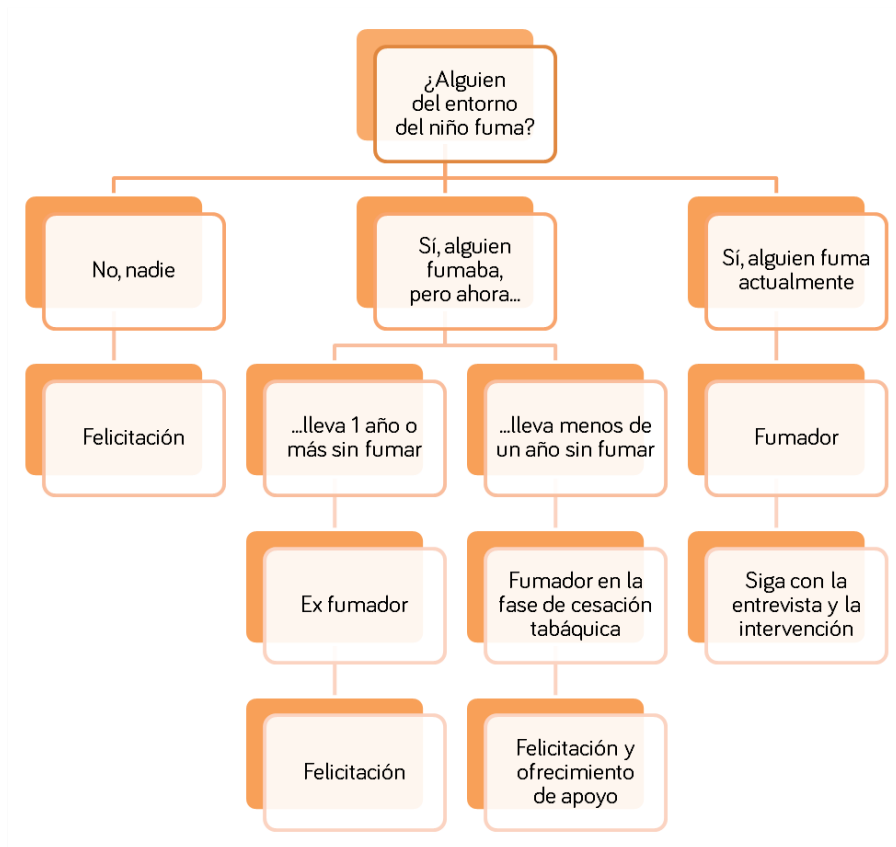 ¿Alguien
del entorno
del niño fuma?
No, nadie
Sí, alguien
fumaba,
pero ahora...
Sí, alguien fuma
actualmente
Felicitación
...lleva 1 año o
más sin fumar
...lleva menos de
un año sin fumar
Fumador
Ex fumador
Fumador en la
fase de cesación
tabáquica
Siga con la
entrevista y la
intervención
Felicitación
Felicitación y
ofrecimiento
de apoyo